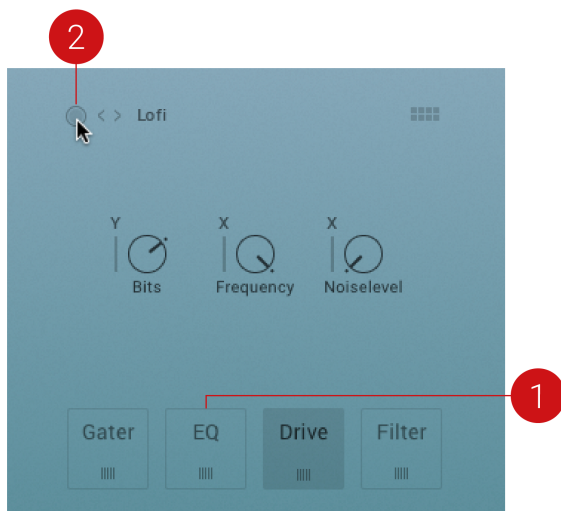 2
< > Lofi
Y X X
Bits Frequency Noiselevel
1
Gater EQ Drive Filter